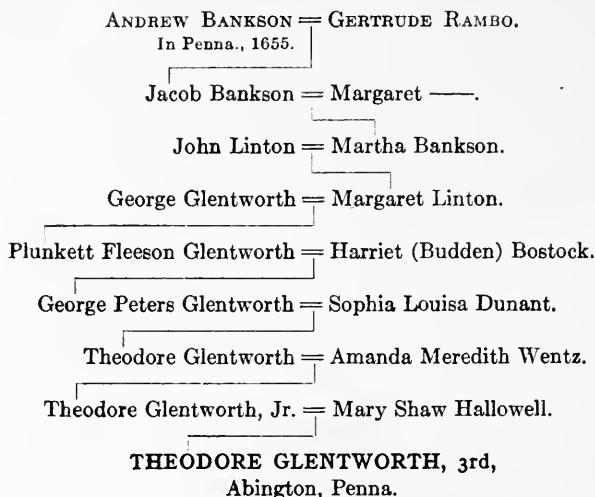 ANDREW BANKSON = GERTRUDE RAMBO.
In Penna., 1655.
Jacob Bankson = Margaret ——.
John Linton = Martha Bankson.
George Glentworth = Margaret Linton.
Plunkett Fleeson Glentworth = Harriet (Budden) Bostock.
George Peters Glentworth = Sophia Louisa Dunant.
Theodore Glentworth = Amanda Meredith Wentz.
Theodore Glentworth, Jr. = Mary Shaw Hallowell.
THEODORE GLENTWORTH, 3rd,
Abington, Penna.